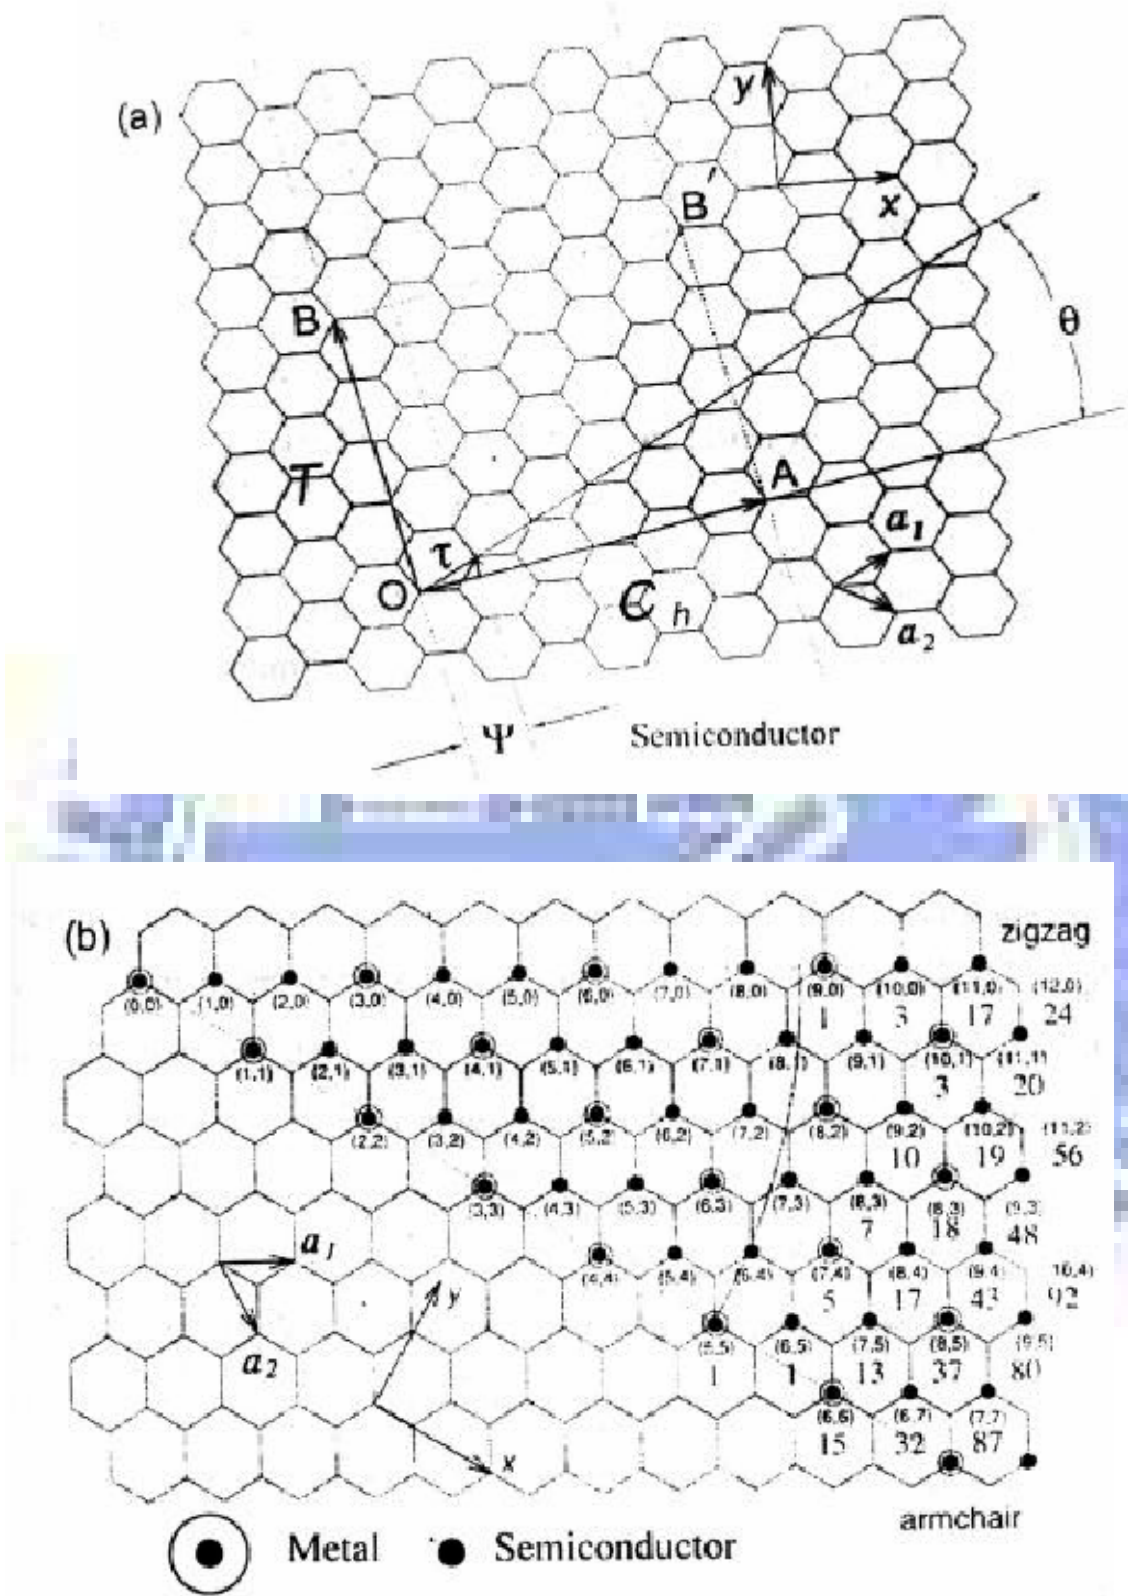 (a)
y
B'
x
B
θ
T
A
a1
τ
O
C h
a2
Ψ
Semiconductor
(b)
zigzag
(0,0) (1,0) (2,0) (3,0) (4,0) (5,0) (6,0) (7,0) (8,0) (9,0) (10,0) (11,0) (12,0)
1 3 17 24
(1,1) (2,1) (3,1) (4,1) (5,1) (6,1) (7,1) (8,1) (9,1) (10,1) (11,1)
3 20
(2,2) (3,2) (4,2) (5,2) (6,2) (7,2) (8,2) (9,2) (10,2) (11,2)
10 19 56
(3,3) (4,3) (5,3) (6,3) (7,3) (8,3) (9,3)
7 18 48
a1
(4,4) (5,4) (6,4) (7,4) (8,4) (9,4) 10,4)
5 17 43 92
y
a2
(5,5) (6,5) (7,5) (8,5) (9,5)
1 1 13 37 80
(6,6) (6,7) (7,7)
15 32 87
x
armchair
Metal Semiconductor